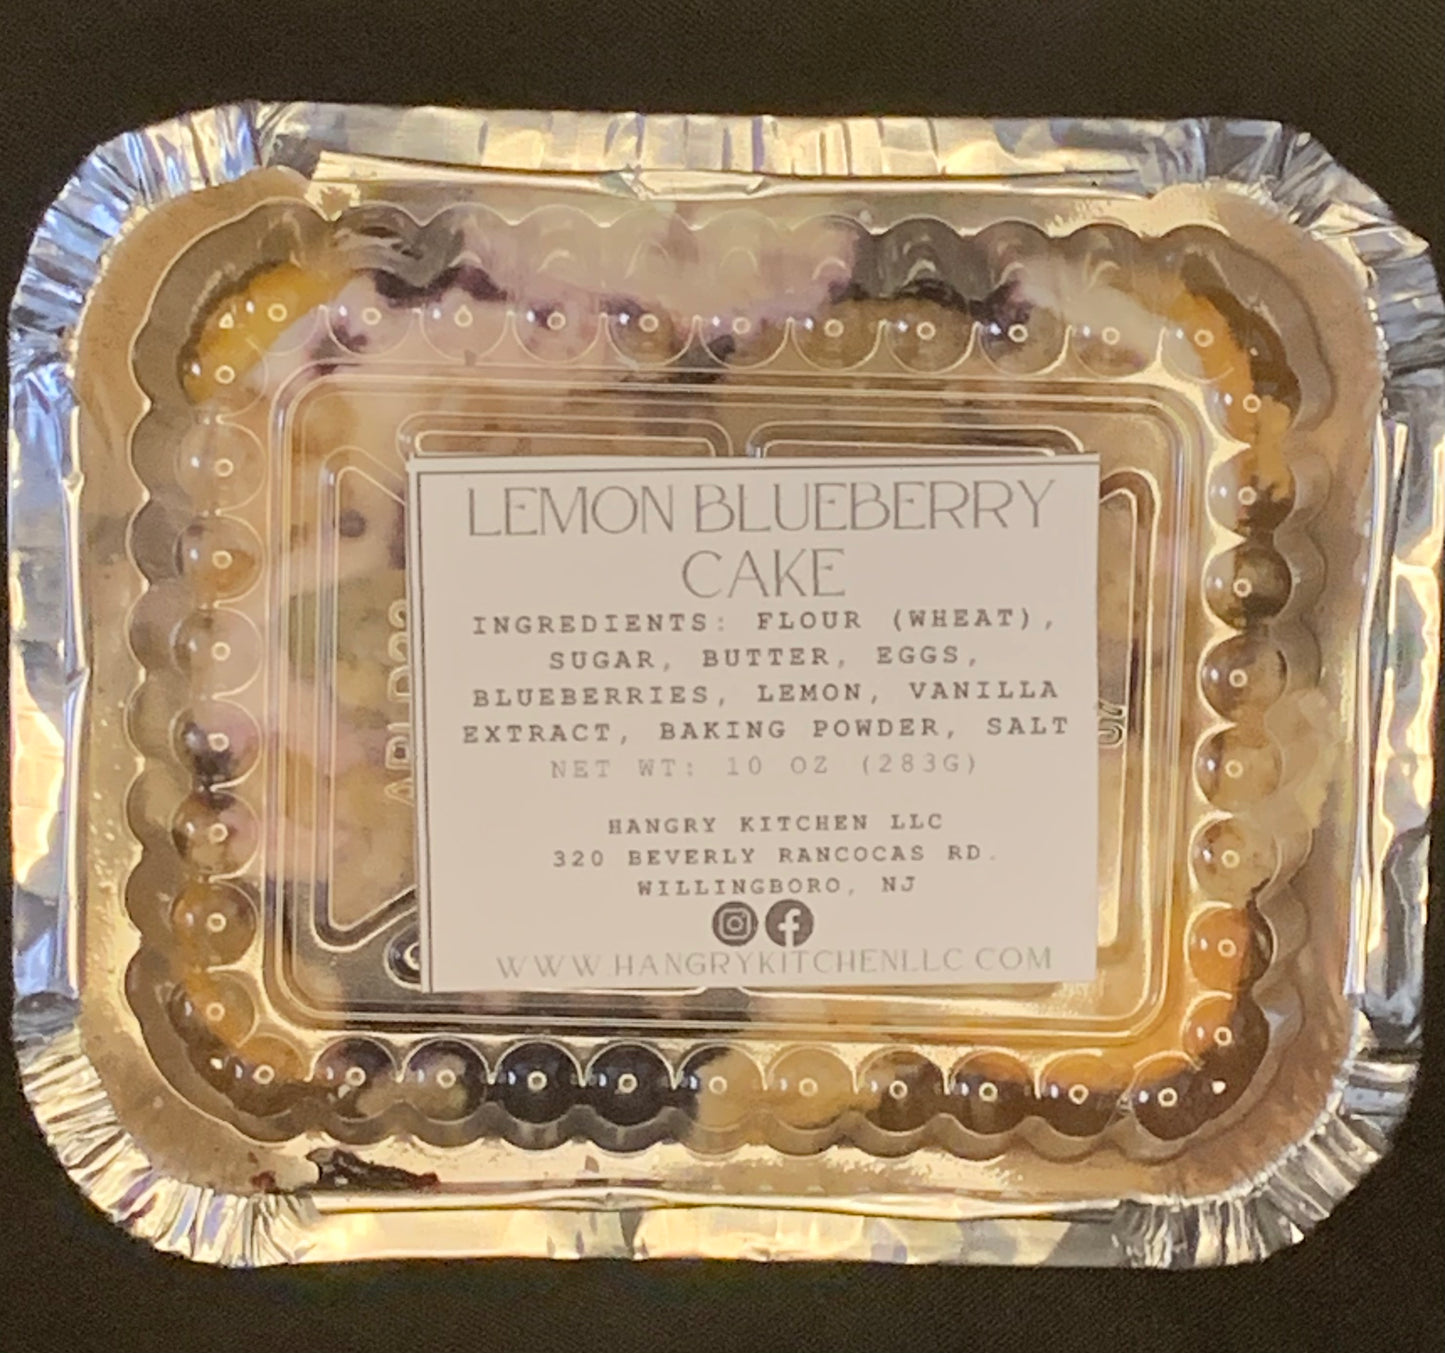 LEMON BLUEBERRY
CAKE
INGREDIENTS: FLOUR (WHEAT),
SUGAR, BUTTER, EGGS,
BLUEBERRIES, LEMON, VANILLA
EXTRACT, BAKING POWDER, SALT
NET WT: 10 OZ (283G)
HANGRY KITCHEN LLC
320 BEVERLY RANCOCAS RD.
WILLINGBORO, NJ
WWW.HANGRYKITCHENLLC.COM